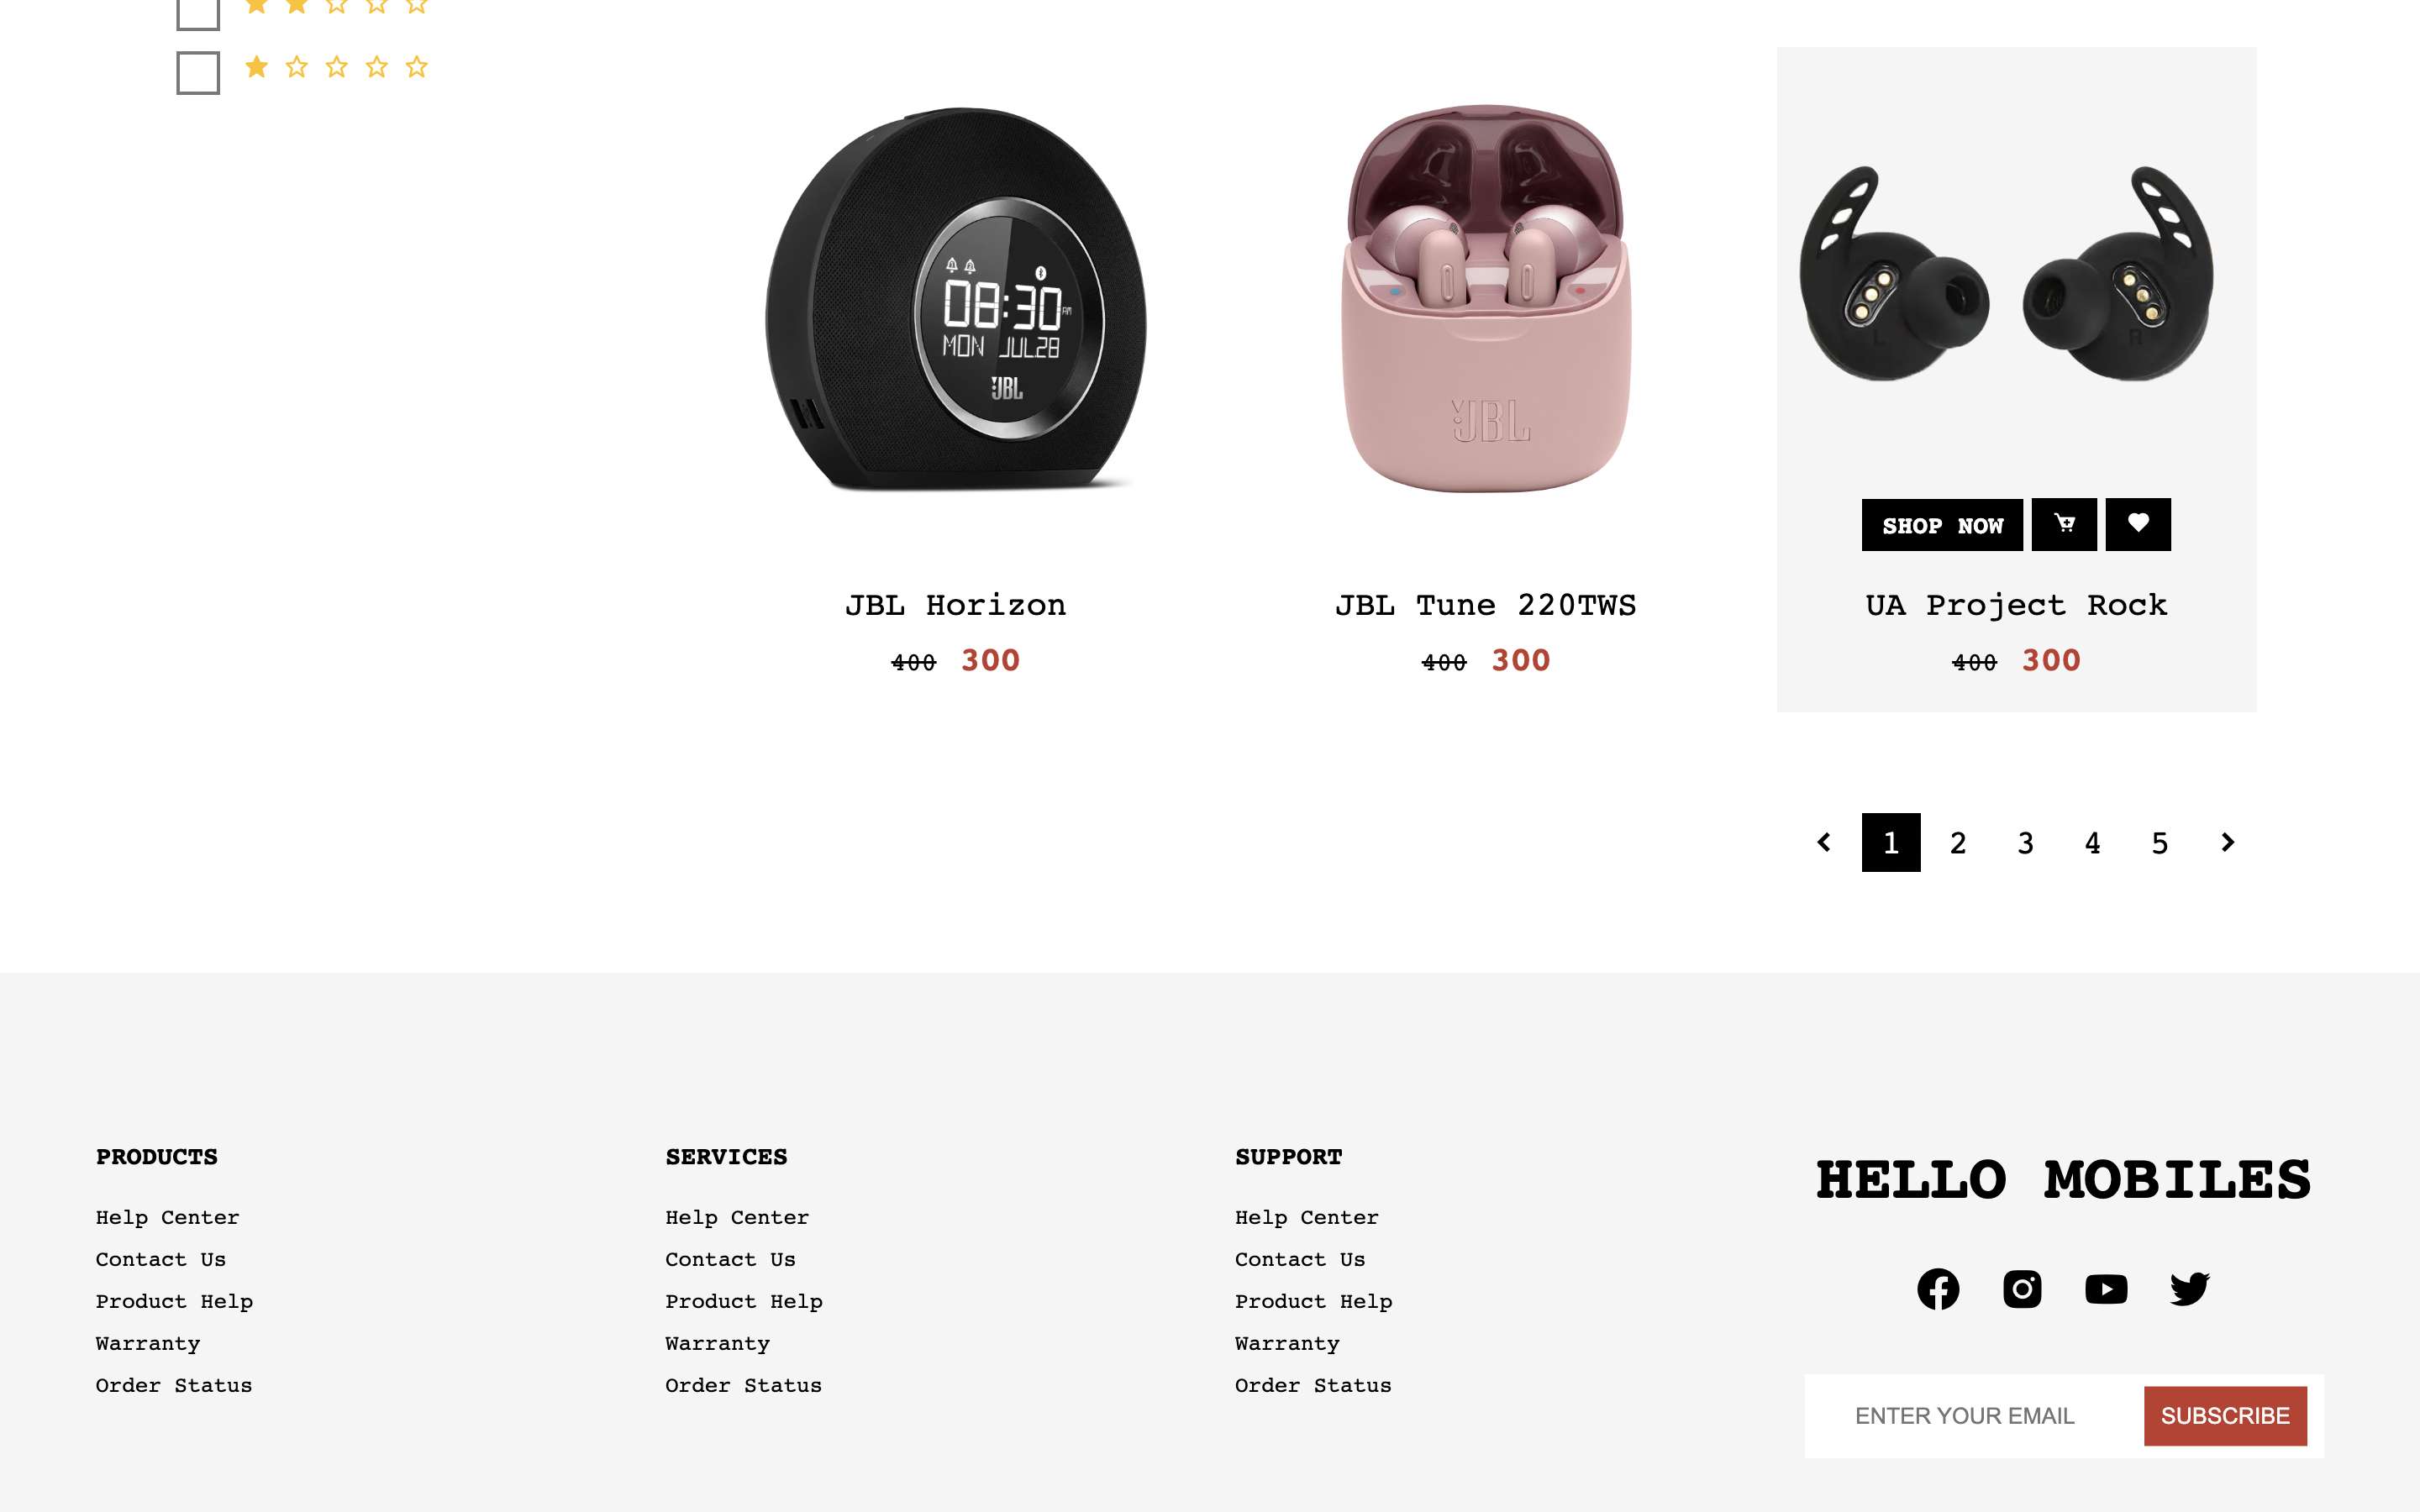 08:30 AM
MON JUL28
JBL
JBL
L
R
SHOP NOW
JBL Horizon
JBL Tune 220TWS
UA Project Rock
400 300
400 300
400 300
1 2 3 4 5
PRODUCTS
Help Center
Contact Us
Product Help
Warranty
Order Status
SERVICES
Help Center
Contact Us
Product Help
Warranty
Order Status
SUPPORT
Help Center
Contact Us
Product Help
Warranty
Order Status
HELLO MOBILES
ENTER YOUR EMAIL
SUBSCRIBE